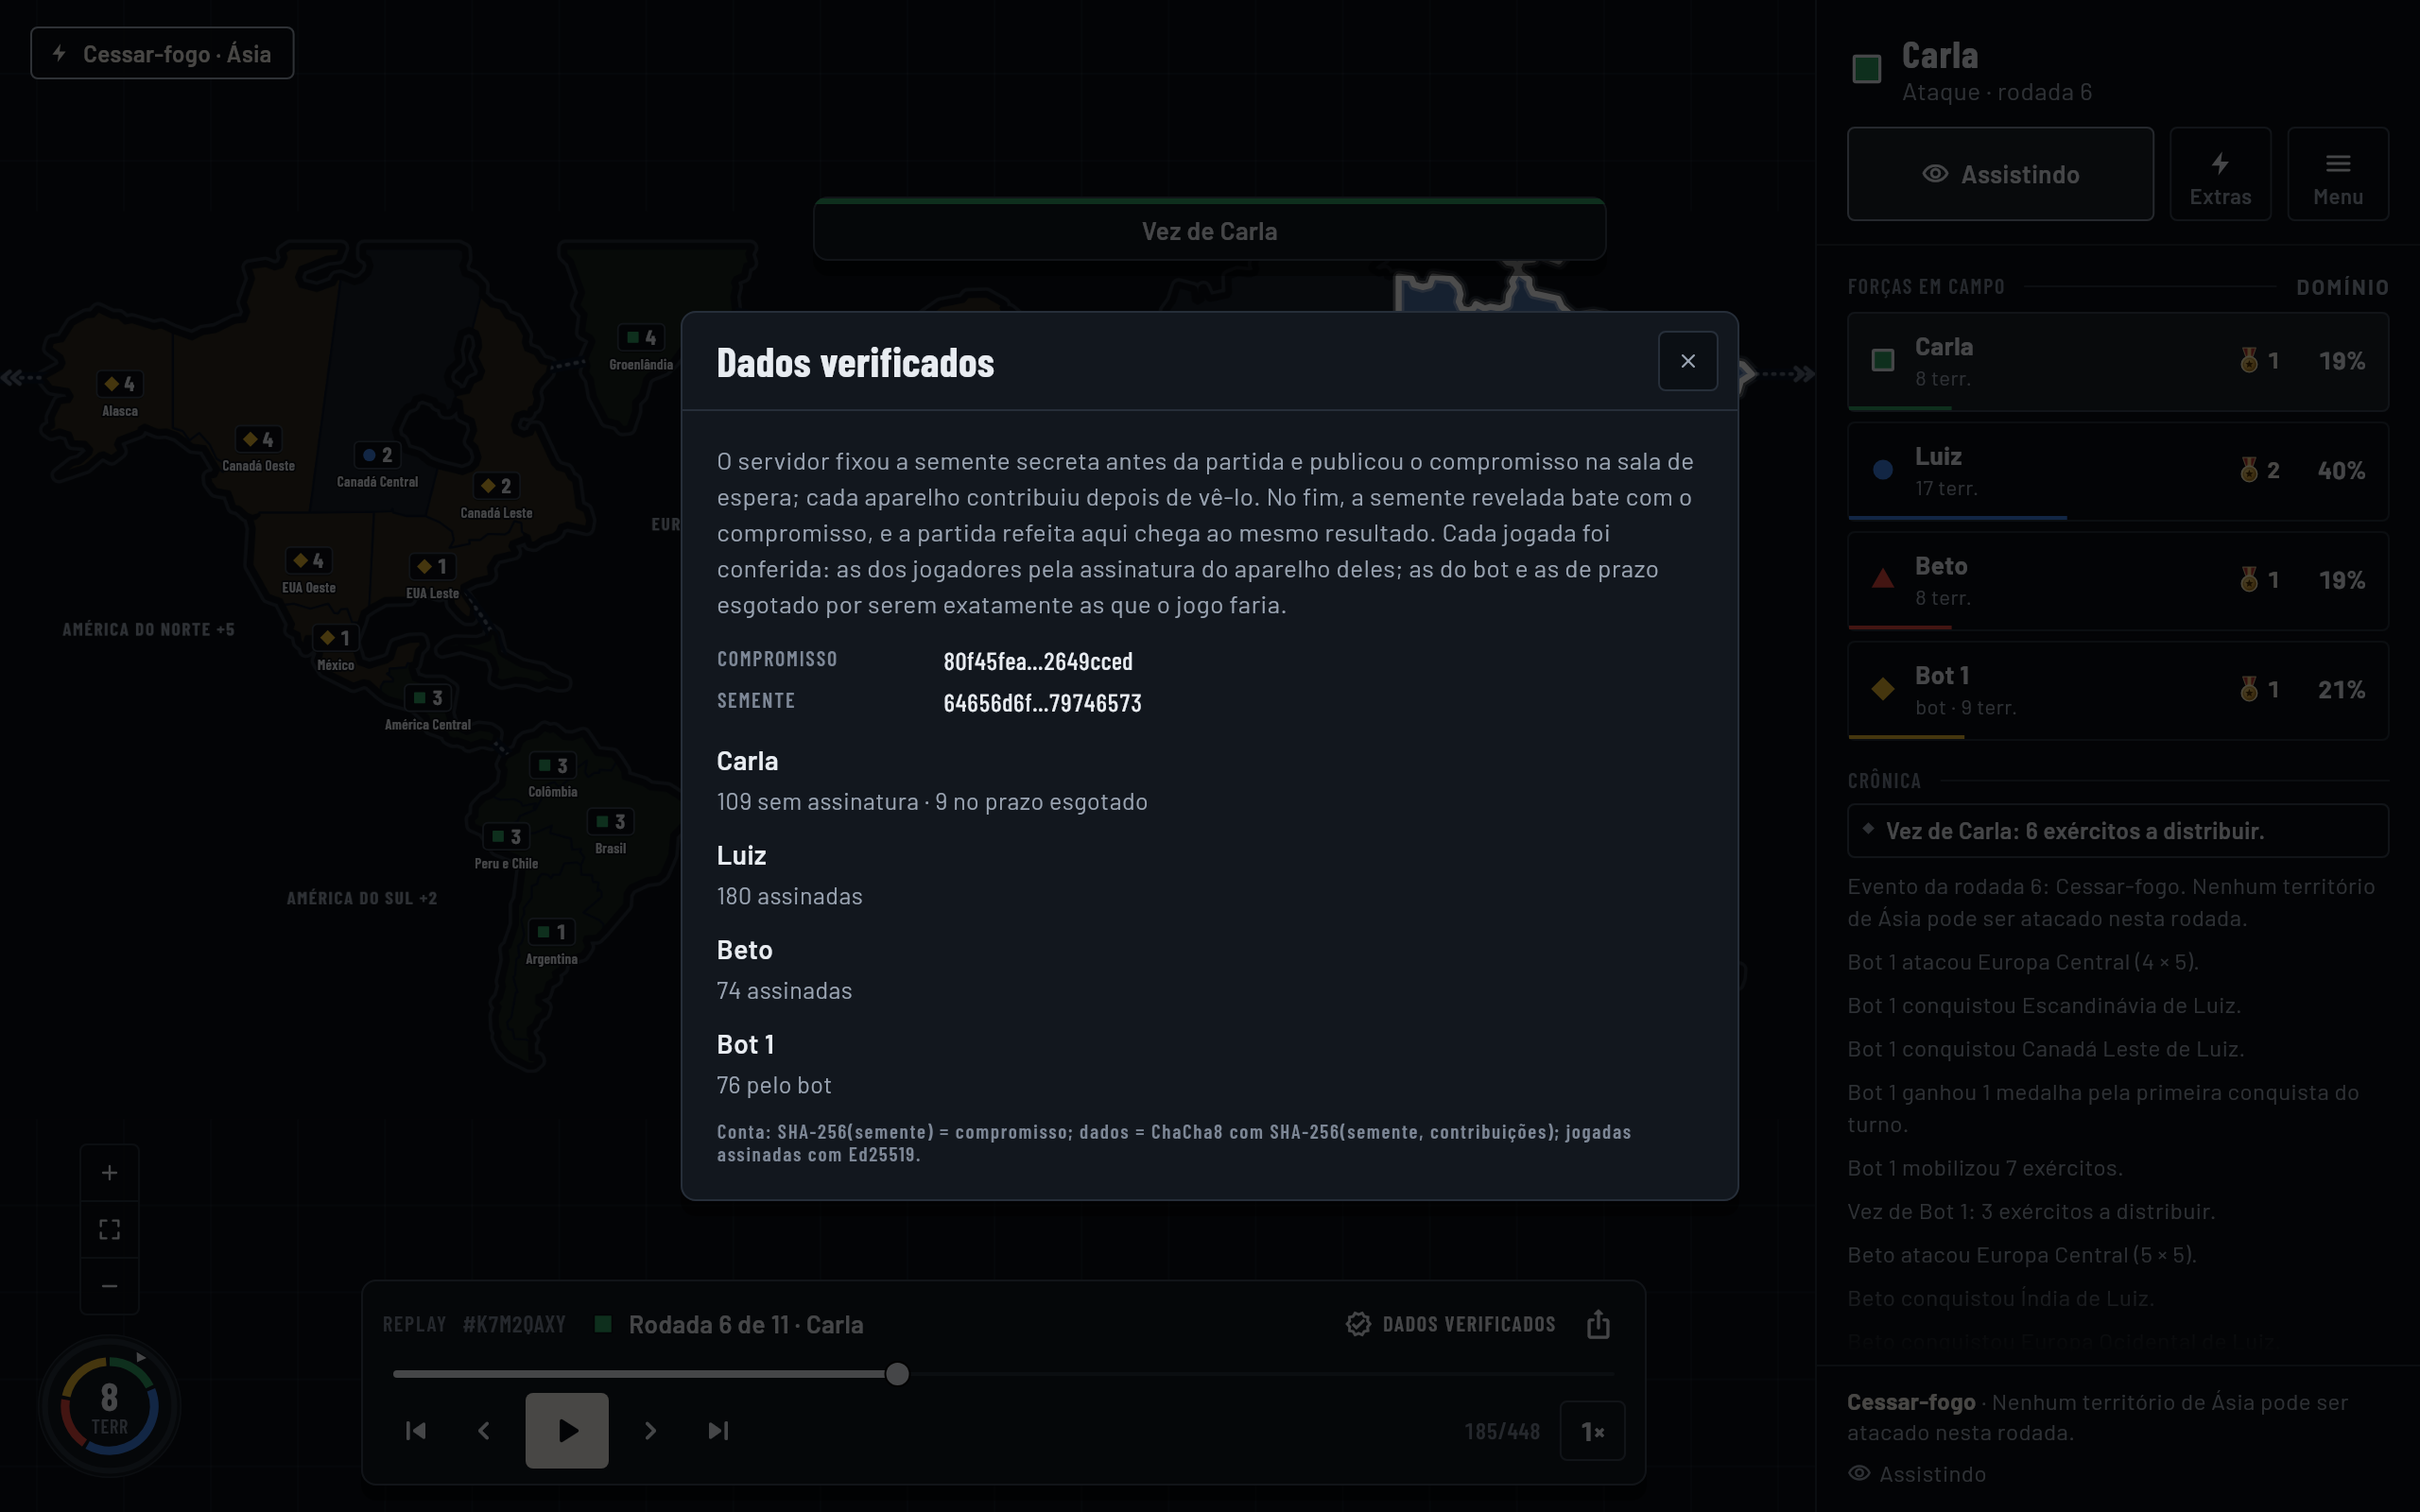 Cessar-fogo · Ásia
Vez de Carla
4
Alasca
4
Canadá Oeste
2
Canadá Central
2
Canadá Leste
4
Groenlândia
4
EUA Oeste
1
EUA Leste
1
México
3
América Central
AMÉRICA DO NORTE +5
EUR
3
Colômbia
3
Peru e Chile
3
Brasil
1
Argentina
AMÉRICA DO SUL +2
Dados verificados
O servidor fixou a semente secreta antes da partida e publicou o compromisso na sala de
espera; cada aparelho contribuiu depois de vê-lo. No fim, a semente revelada bate com o
compromisso, e a partida refeita aqui chega ao mesmo resultado. Cada jogada foi
conferida: as dos jogadores pela assinatura do aparelho deles; as do bot e as de prazo
esgotado por serem exatamente as que o jogo faria.
COMPROMISSO 80f45fea…2649cced
SEMENTE 64656d6f…79746573
Carla
109 sem assinatura · 9 no prazo esgotado
Luiz
180 assinadas
Beto
74 assinadas
Bot 1
76 pelo bot
Conta: SHA-256(semente) = compromisso; dados = ChaCha8 com SHA-256(semente, contribuições); jogadas
assinadas com Ed25519.
8
TERR
REPLAY #K7M2QAXY Rodada 6 de 11 · Carla
DADOS VERIFICADOS
185/448
1×
Carla
Ataque · rodada 6
Assistindo
Extras
Menu
FORÇAS EM CAMPO DOMÍNIO
Carla
8 terr.
1 19%
Luiz
17 terr.
2 40%
Beto
8 terr.
1 19%
Bot 1
bot · 9 terr.
1 21%
CRÔNICA
Vez de Carla: 6 exércitos a distribuir.
Evento da rodada 6: Cessar-fogo. Nenhum território
de Ásia pode ser atacado nesta rodada.
Bot 1 atacou Europa Central (4 × 5).
Bot 1 conquistou Escandinávia de Luiz.
Bot 1 conquistou Canadá Leste de Luiz.
Bot 1 ganhou 1 medalha pela primeira conquista do
turno.
Bot 1 mobilizou 7 exércitos.
Vez de Bot 1: 3 exércitos a distribuir.
Beto atacou Europa Central (5 × 5).
Beto conquistou Índia de Luiz.
Beto conquistou Europa Ocidental de Luiz.
Cessar-fogo · Nenhum território de Ásia pode ser
atacado nesta rodada.
Assistindo